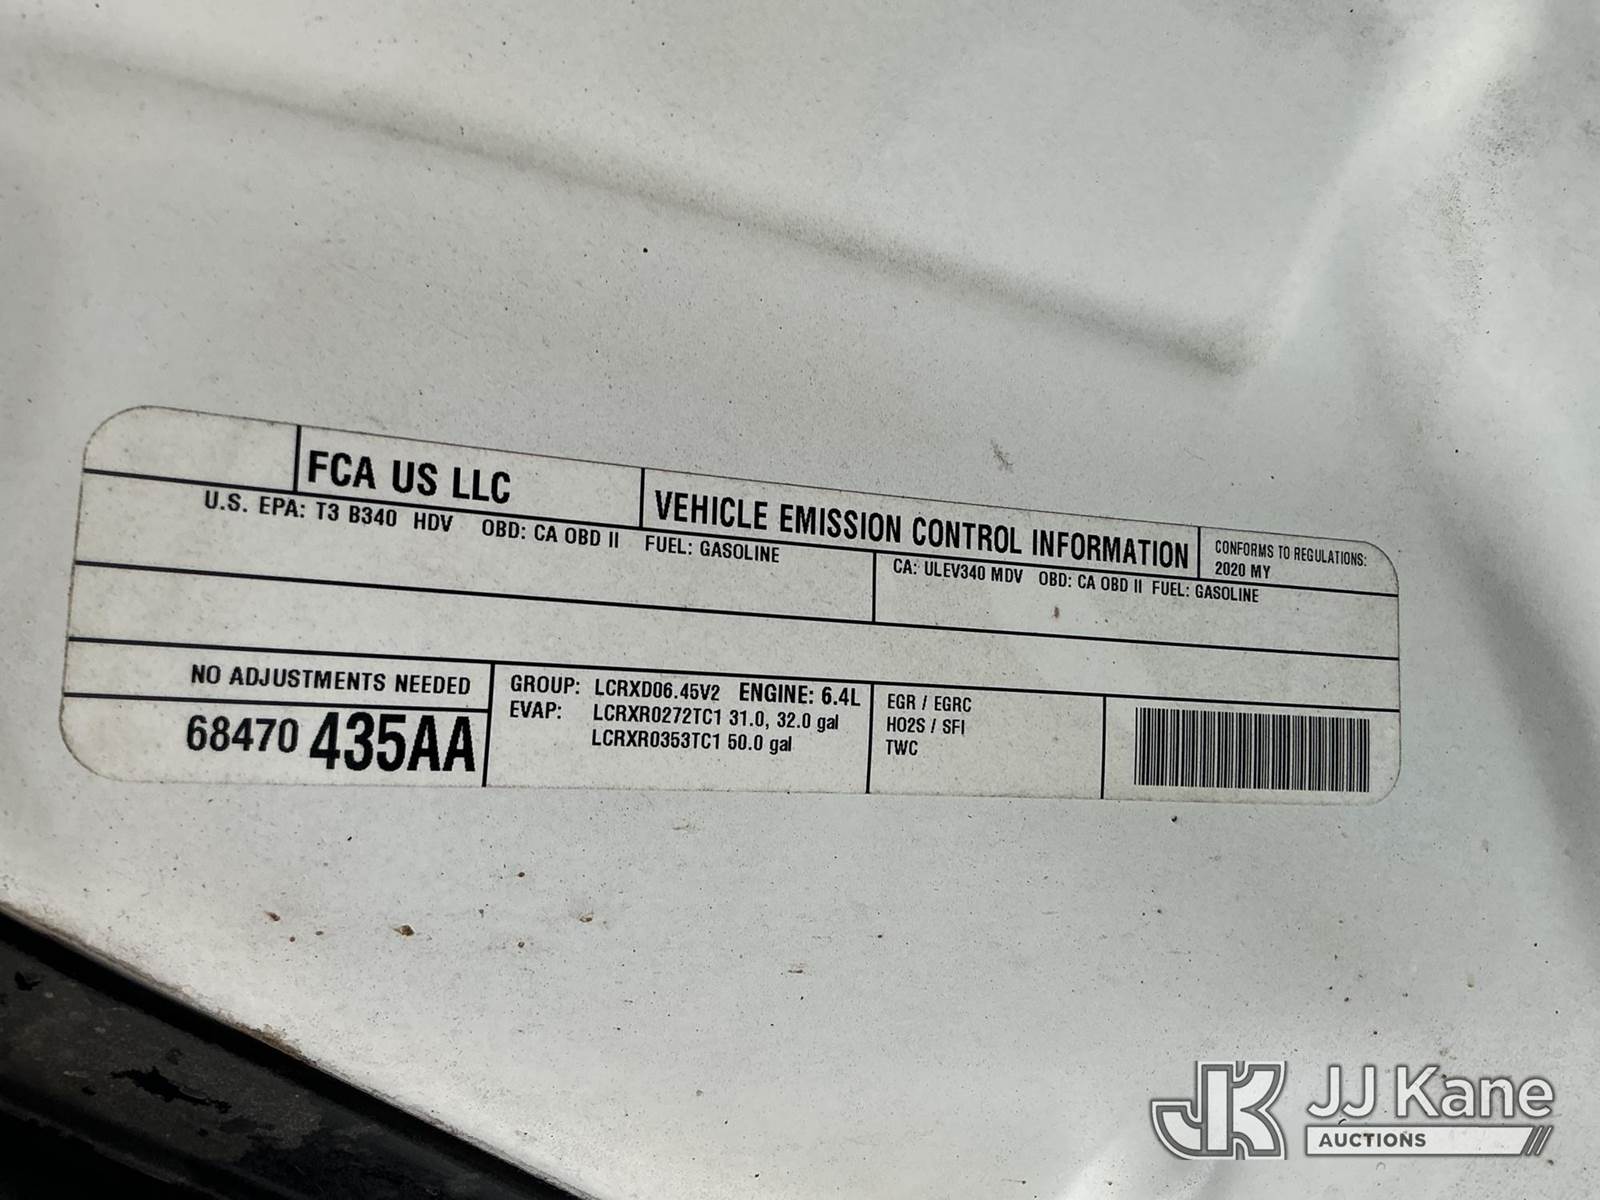 FCA US LLC
VEHICLE EMISSION CONTROL INFORMATION
CONFORMS TO REGULATIONS:
2020 MY
U.S. EPA: T3 B340 HDV OBD: CA OBD II FUEL: GASOLINE
CA: ULEV340 MDV OBD: CA OBD II FUEL: GASOLINE
NO ADJUSTMENTS NEEDED
68470 435AA
GROUP: LCRXD06.45V2 ENGINE: 6.4L
EVAP: LCRXR0272TC1 31.0, 32.0 gal
LCRXR0353TC1 50.0 gal
EGR / EGRC
HO2S / SFI
TWC
JK JJ Kane
AUCTIONS